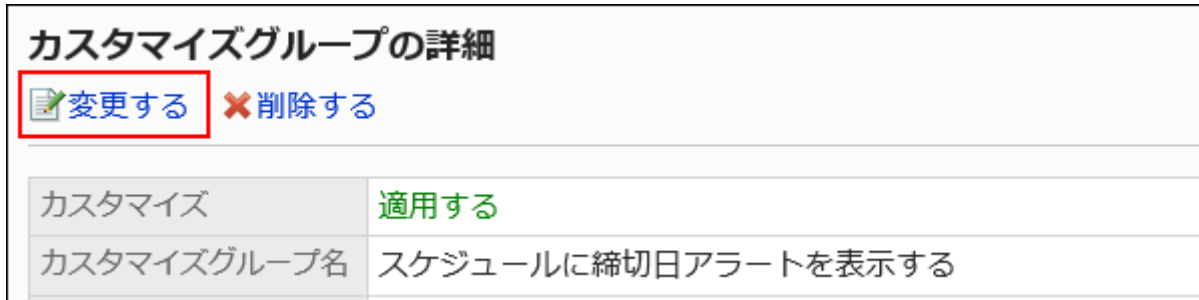 カスタマイズグループの詳細
変更する 削除する
カスタマイズ 適用する
カスタマイズグループ名 スケジュールに締切日アラートを表示する